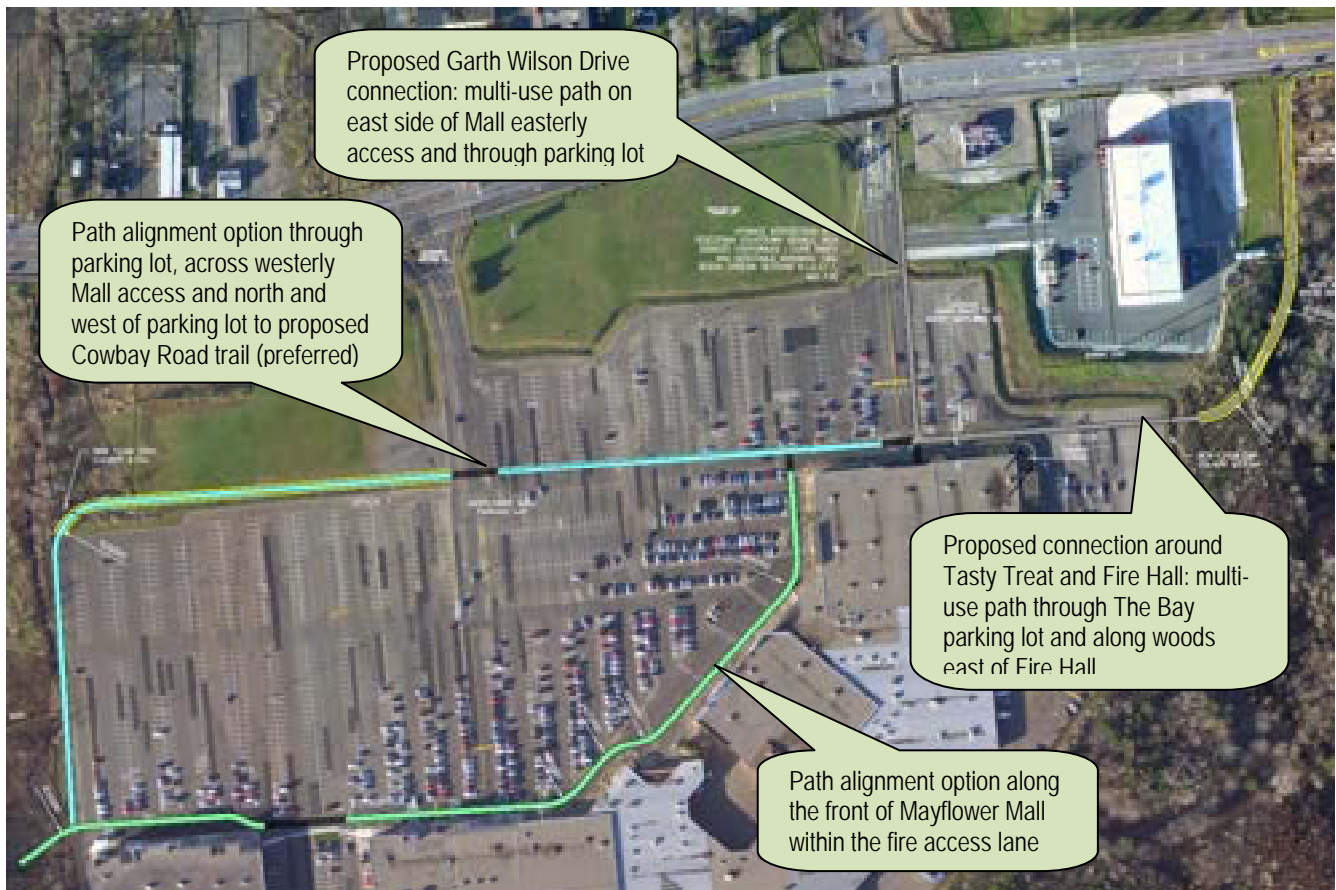 Proposed Garth Wilson Drive
connection: multi-use path on
east side of Mall easterly
access and through parking lot
Path alignment option through
parking lot, across westerly
Mall access and north and
west of parking lot to proposed
Cowbay Road trail (preferred)
Proposed connection around
Tasty Treat and Fire Hall: multi-
use path through The Bay
parking lot and along woods
east of Fire Hall
Path alignment option along
the front of Mayflower Mall
within the fire access lane